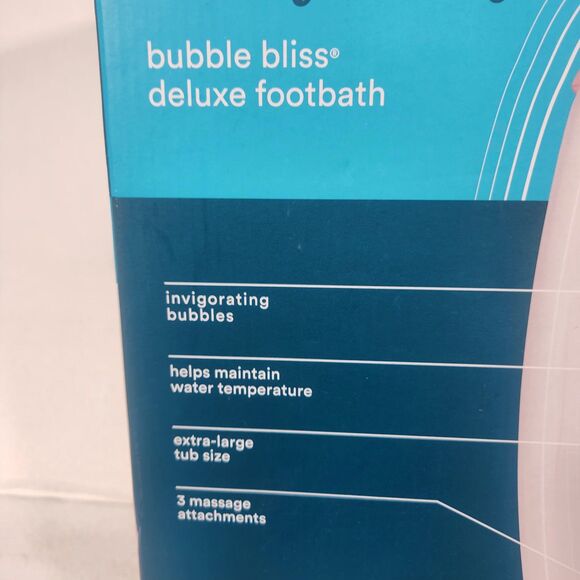 bubble bliss®
deluxe footbath
invigorating
bubbles
helps maintain
water temperature
extra-large
tub size
3 massage
attachments